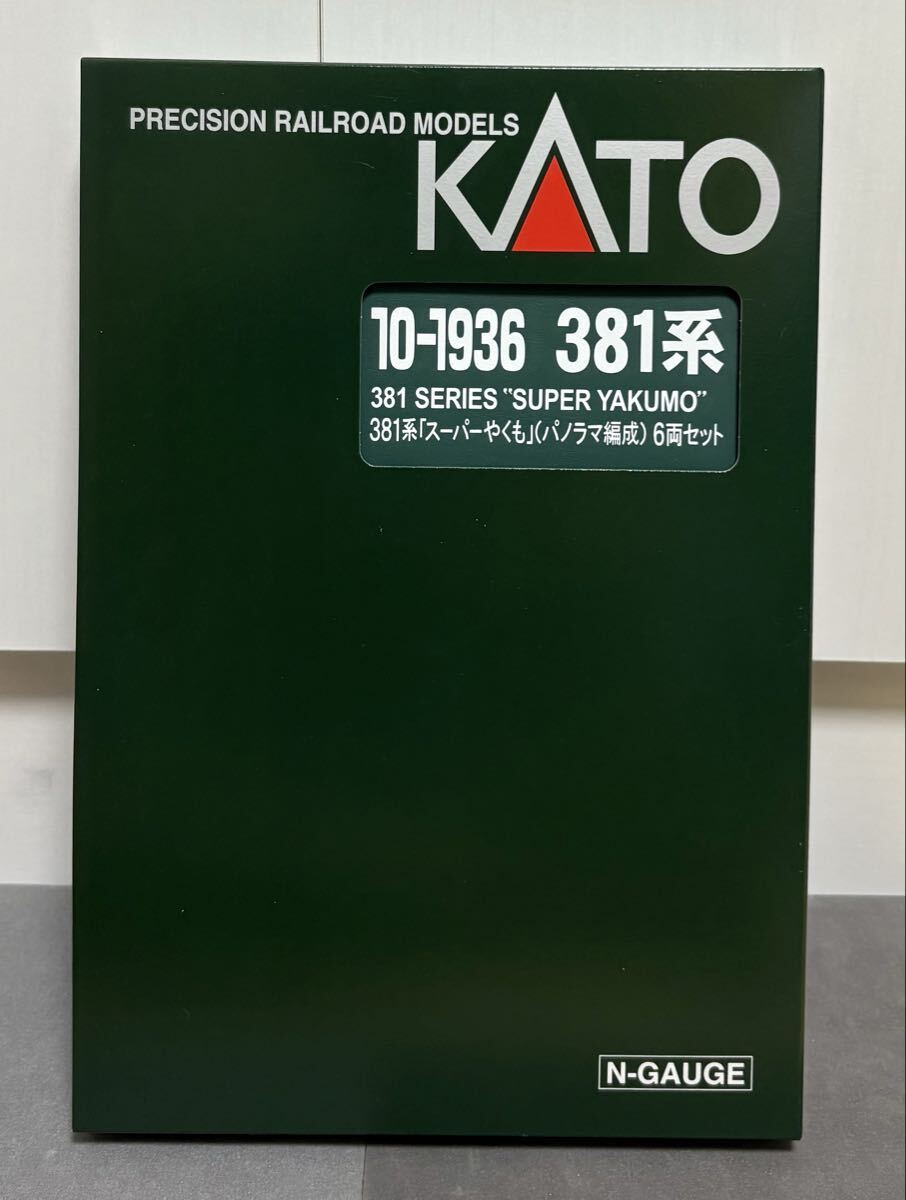 PRECISION RAILROAD MODELS
KATO
10-1936 381系
381 SERIES “SUPER YAKUMO”
381系「スーパーやくも」(パノラマ編成) 6両セット
N-GAUGE